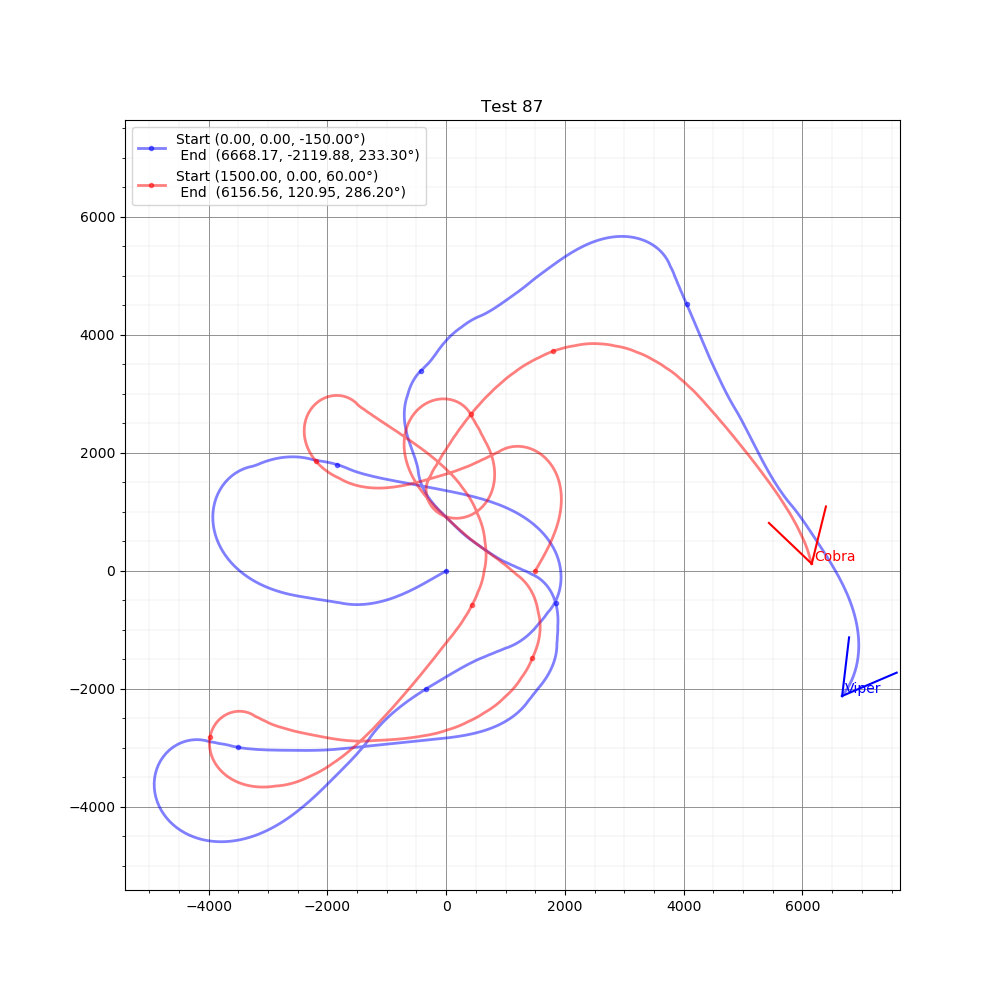 Test 87
Start (0.00, 0.00, -150.00°)
End (6668.17, -2119.88, 233.30°)
Start (1500.00, 0.00, 60.00°)
End (6156.56, 120.95, 286.20°)
6000
4000
2000
0
−2000
−4000
Cobra
Viper
−4000 −2000 0 2000 4000 6000